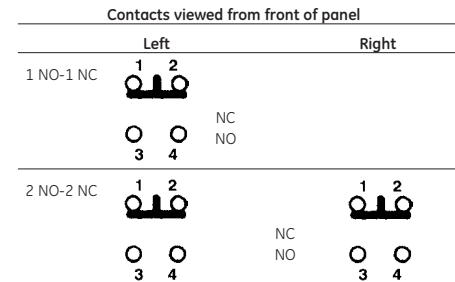 Contacts viewed from front of panel
Left Right
1 NO-1 NC
1 2
NC
NO
3 4
2 NO-2 NC
1 2 1 2
NC
NO
3 4 3 4